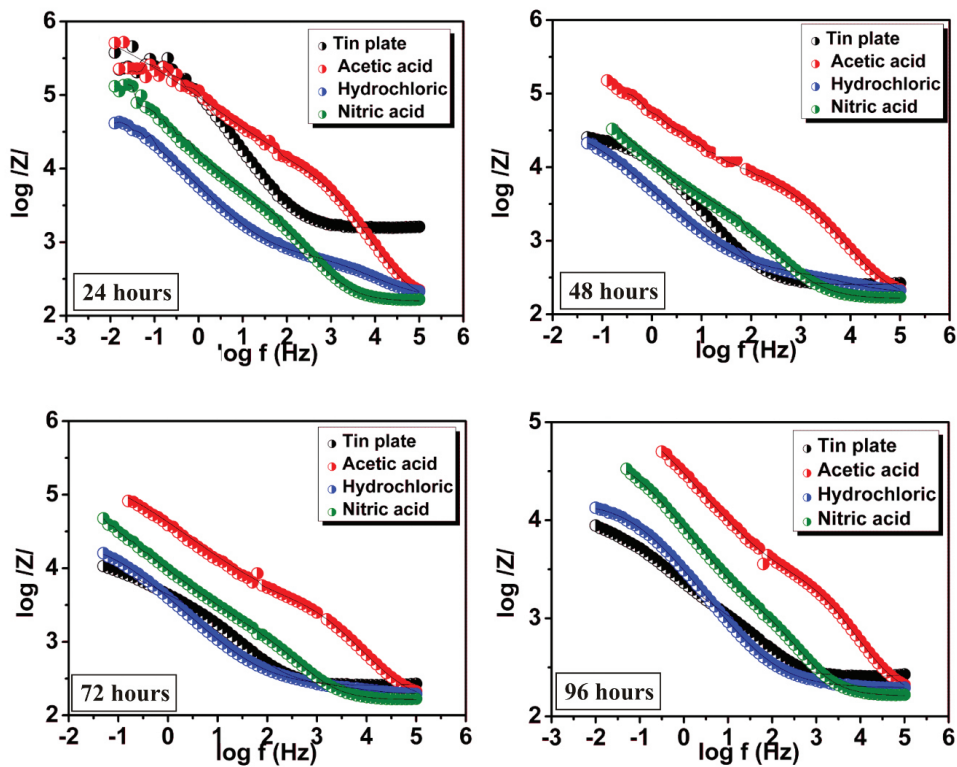 6
5
4
3
2
log /Z/
Tin plate
Acetic acid
Hydrochloric
Nitric acid
24 hours
-3 -2 -1 0 1 2 3 4 5 6
log f (Hz)
6
5
4
3
2
log /Z/
Tin plate
Acetic acid
Hydrochloric
Nitric acid
48 hours
-2 -1 0 1 2 3 4 5 6
log f (Hz)
6
5
4
3
2
log /Z/
Tin plate
Acetic acid
Hydrochloric
Nitric acid
72 hours
-2 -1 0 1 2 3 4 5 6
log f (Hz)
5
4
3
2
log /Z/
Tin plate
Acetic acid
Hydrochloric
Nitric acid
96 hours
-3 -2 -1 0 1 2 3 4 5 6
log f (Hz)